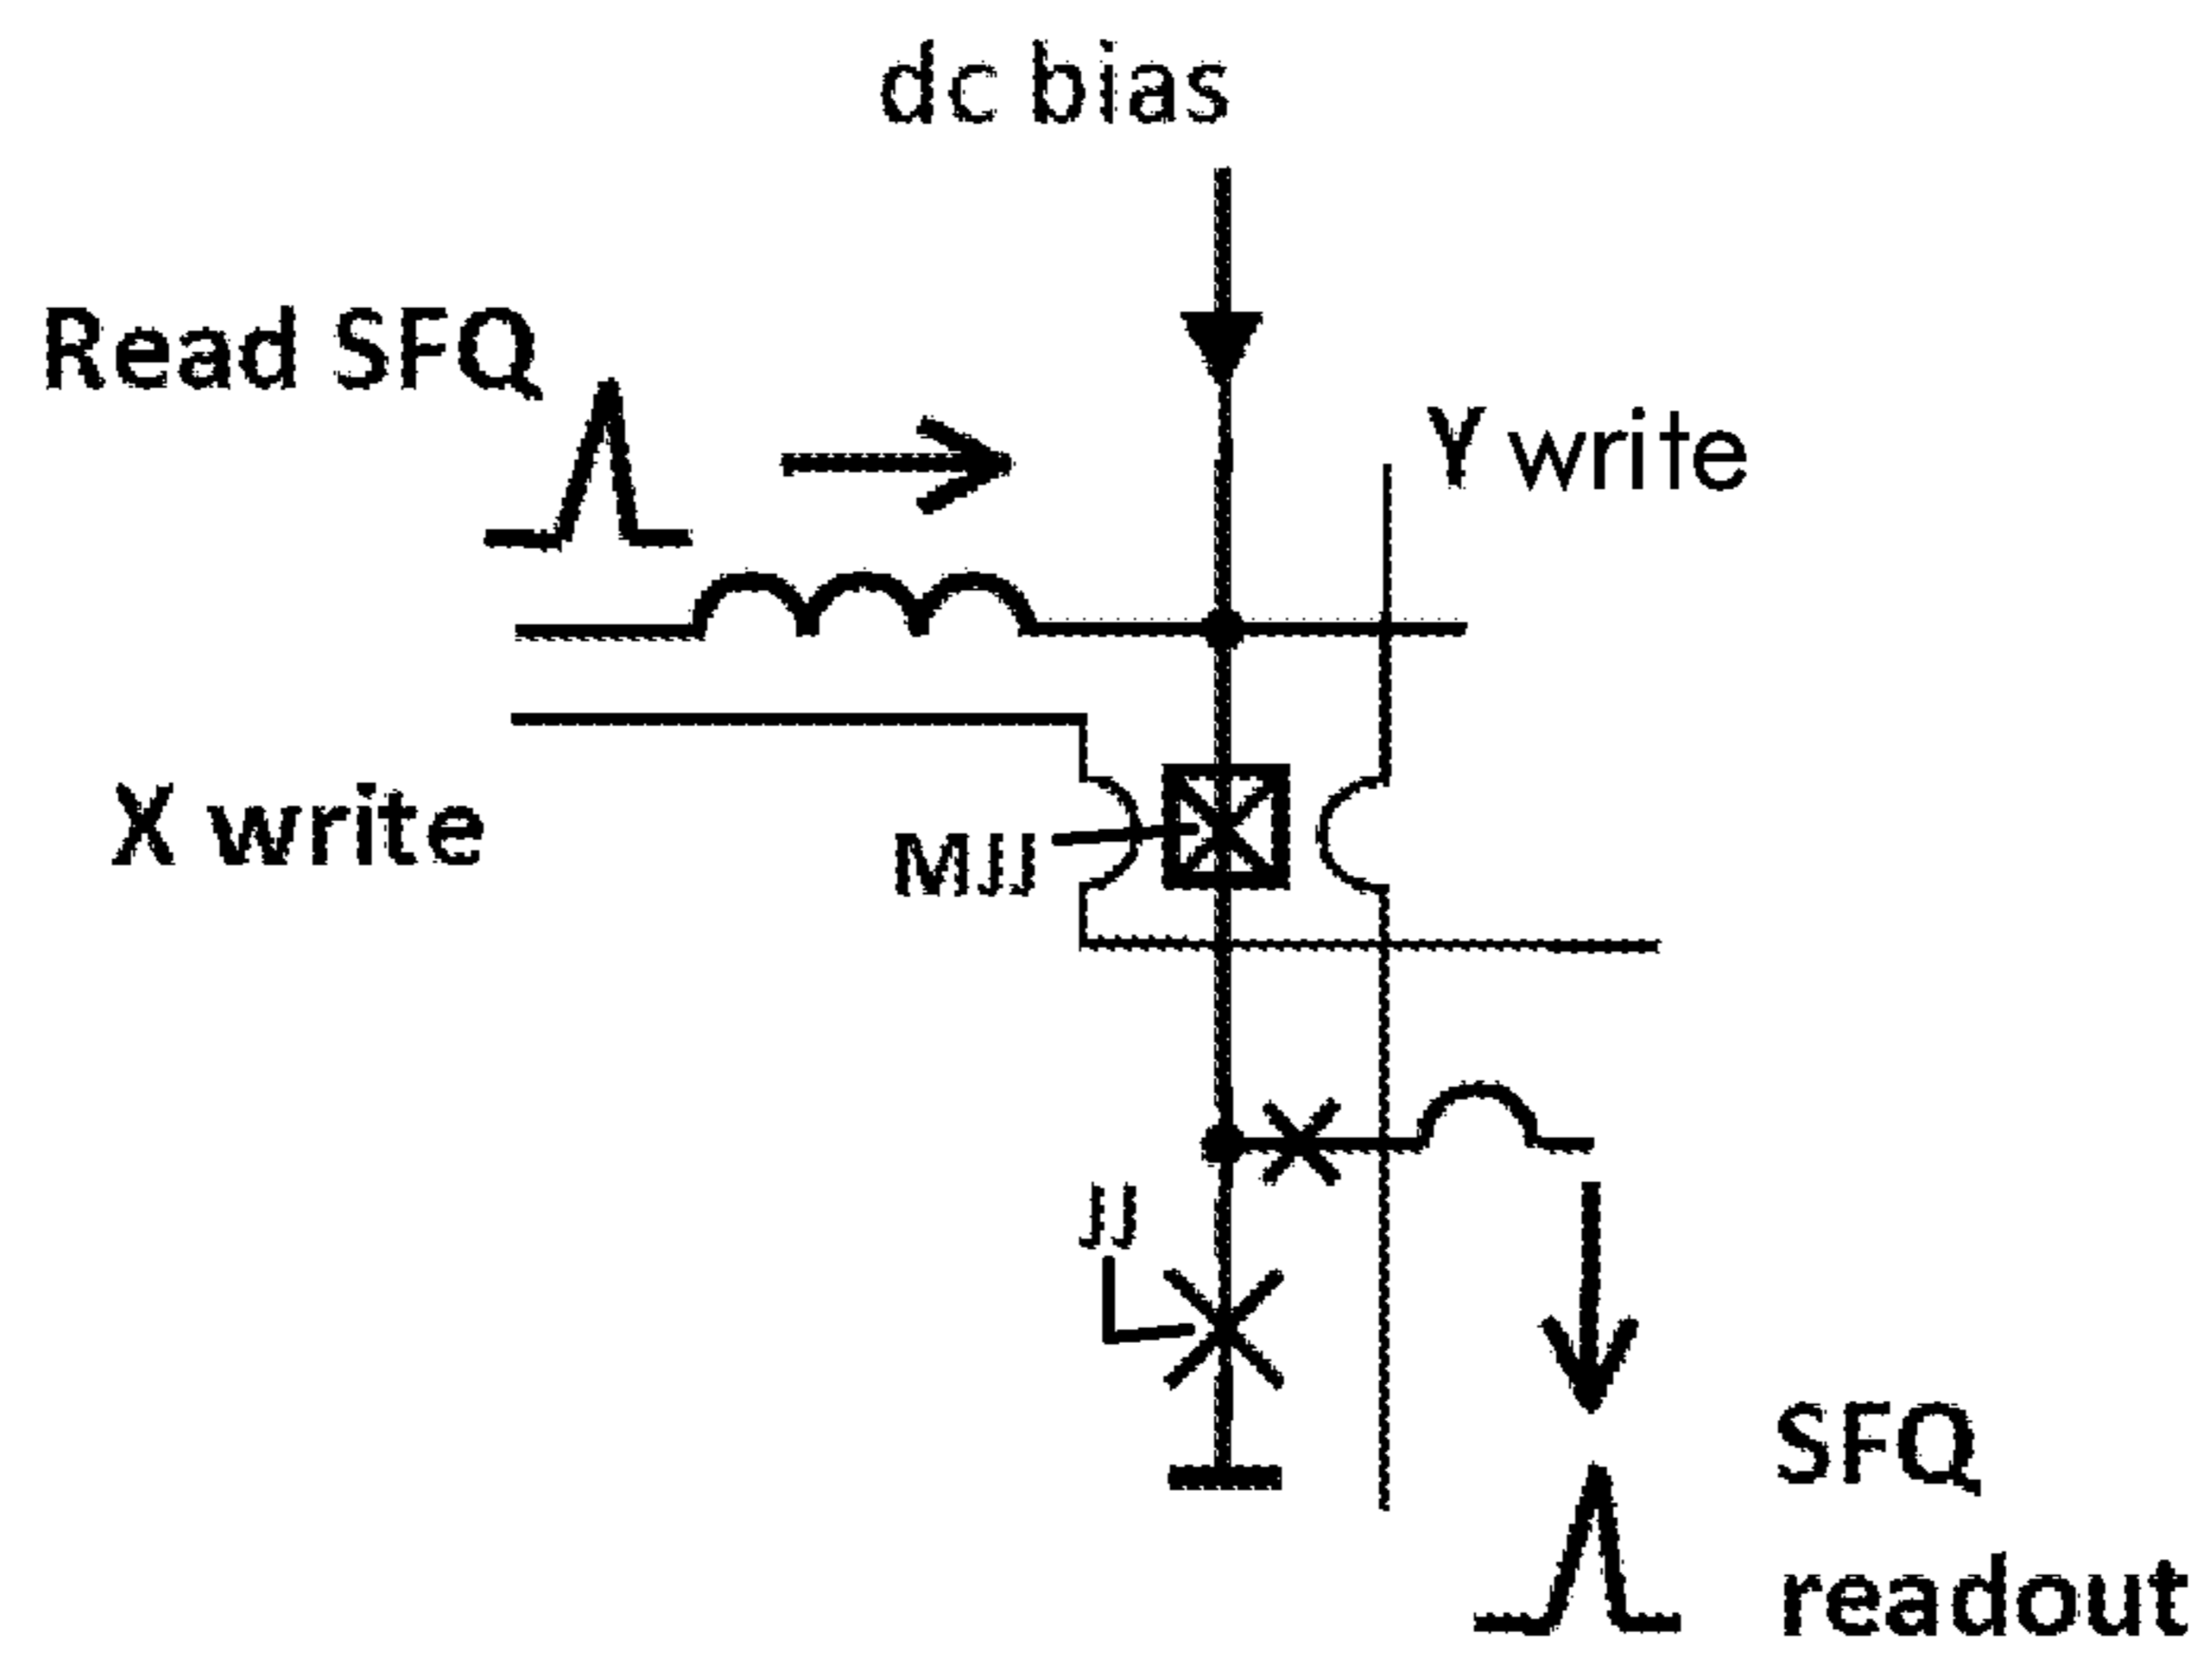 dc bias
Read SFQ
Y write
X write
MJJ
JJ
SFQ
readout